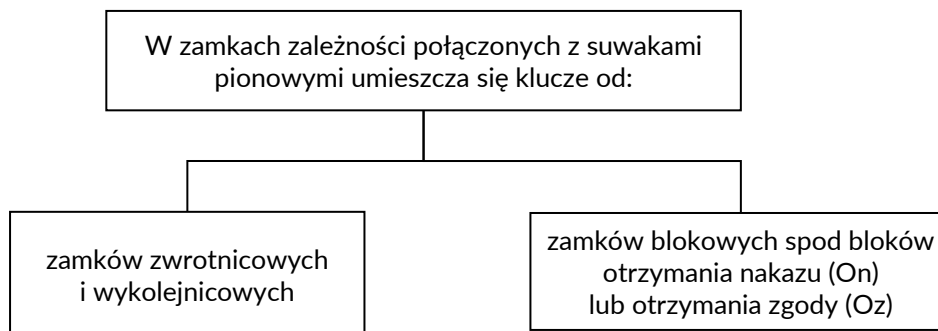 W zamkach zależności połączonych z suwakami
pionowymi umieszcza się klucze od:
zamków zwrotnicowych
i wykolejnicowych
zamków blokowych spod bloków
otrzymania nakazu (On)
lub otrzymania zgody (Oz)